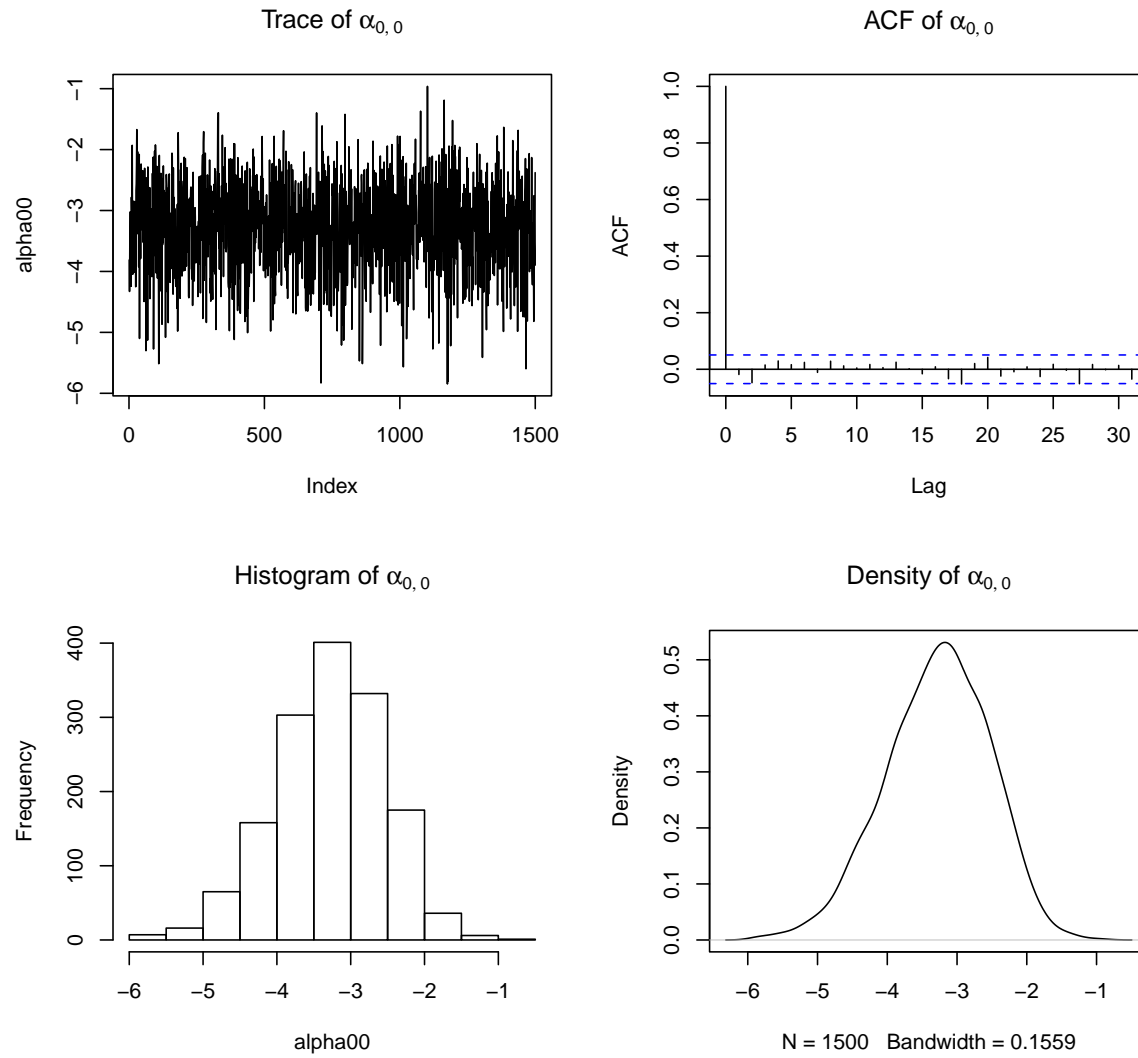 Trace of α0, 0
alpha00
−1
−2
−3
−4
−5
−6
0 500 1000 1500
Index
ACF of α0, 0
ACF
1.0
0.8
0.6
0.4
0.2
0.0
0 5 10 15 20 25 30
Lag
Histogram of α0, 0
Frequency
400
300
200
100
0
−6 −5 −4 −3 −2 −1
alpha00
Density of α0, 0
Density
0.5
0.4
0.3
0.2
0.1
0.0
−6 −5 −4 −3 −2 −1
N = 1500 Bandwidth = 0.1559